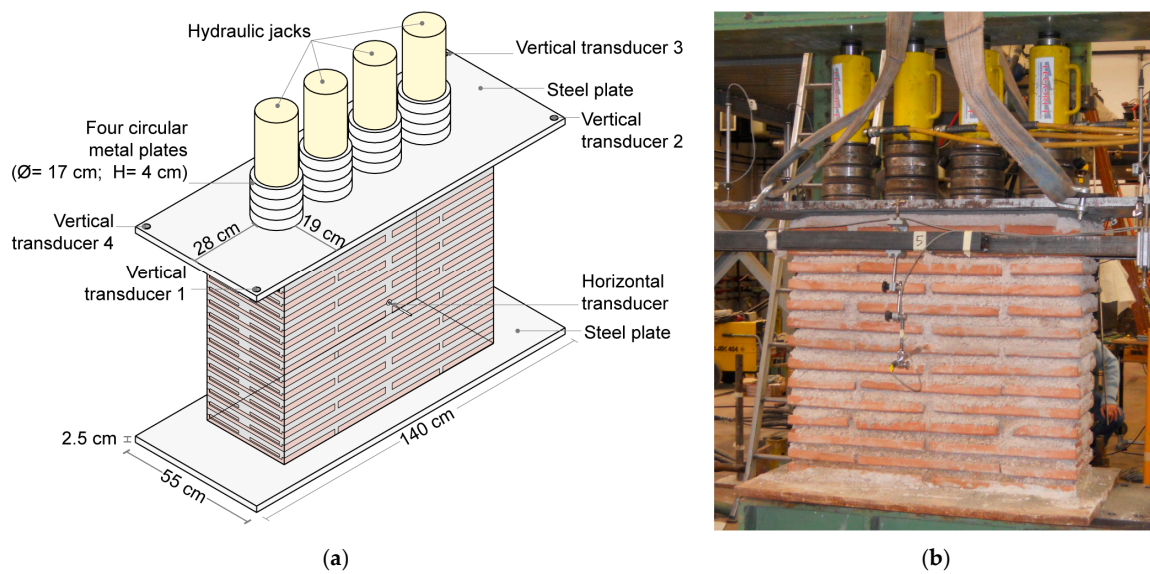 Hydraulic jacks
Vertical transducer 3
Steel plate
Four circular
metal plates
(Ø= 17 cm; H= 4 cm)
Vertical
transducer 2
Vertical
transducer 4
28 cm
19 cm
Vertical
transducer 1
Horizontal
transducer
Steel plate
2.5 cm
140 cm
55 cm
5
(a)
(b)